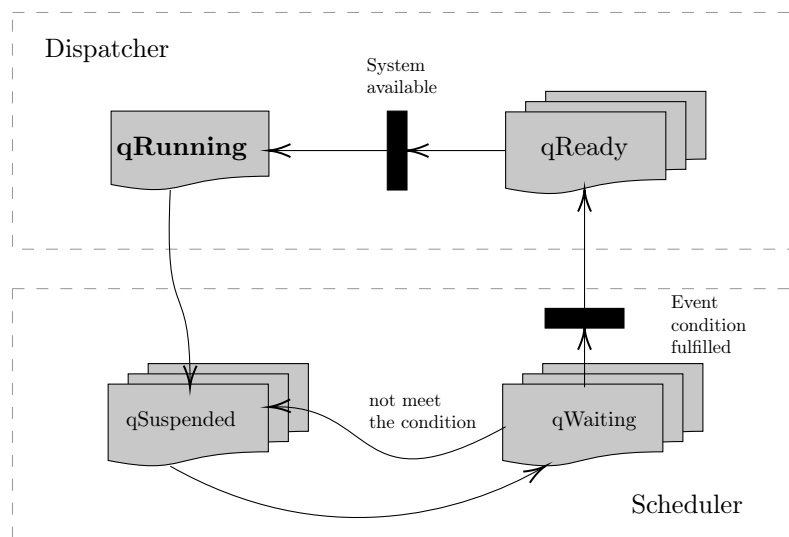 Dispatcher
System
available
qRunning
qReady
Event
condition
fulfilled
not meet
the condition
qSuspended
qWaiting
Scheduler